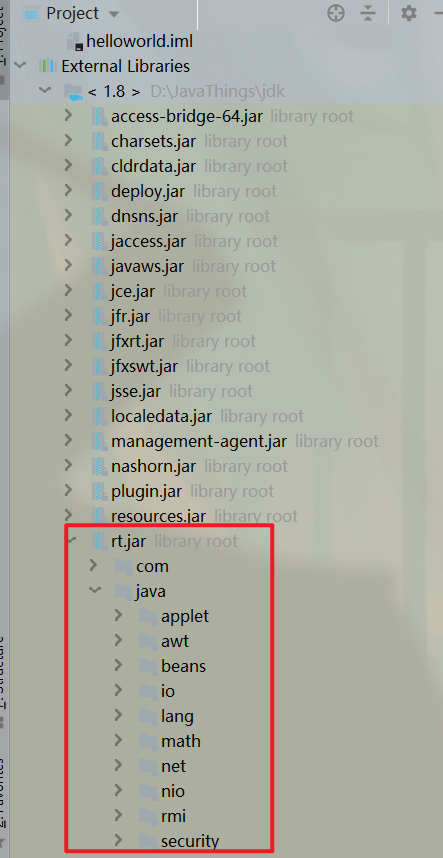 Project
helloworld.iml
External Libraries
< 1.8 > D:\JavaThings\jdk
access-bridge-64.jar library root
charsets.jar library root
cldrdata.jar library root
deploy.jar library root
dnsns.jar library root
jaccess.jar library root
javaws.jar library root
jce.jar library root
jfr.jar library root
jfxrt.jar library root
jfxswt.jar library root
jsse.jar library root
localedata.jar library root
management-agent.jar library root
nashorn.jar library root
plugin.jar library root
resources.jar library root
rt.jar library root
com
java
applet
awt
beans
io
lang
math
net
nio
rmi
security